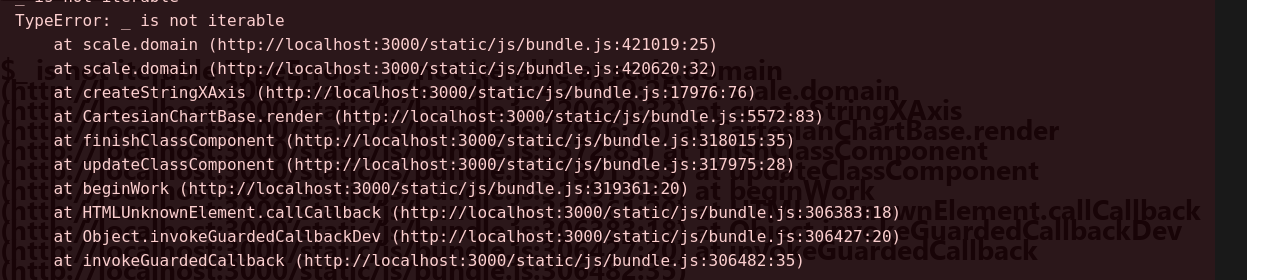 _ is not iterable
TypeError: _ is not iterable
at scale.domain (http://localhost:3000/static/js/bundle.js:421019:25)
at scale.domain (http://localhost:3000/static/js/bundle.js:420620:32)
at createStringXAxis (http://localhost:3000/static/js/bundle.js:17976:76)
at CartesianChartBase.render (http://localhost:3000/static/js/bundle.js:5572:83)
at finishClassComponent (http://localhost:3000/static/js/bundle.js:318015:35)
at updateClassComponent (http://localhost:3000/static/js/bundle.js:317975:28)
at beginWork (http://localhost:3000/static/js/bundle.js:319361:20)
at HTMLUnknownElement.callCallback (http://localhost:3000/static/js/bundle.js:306383:18)
at Object.invokeGuardedCallbackDev (http://localhost:3000/static/js/bundle.js:306427:20)
at invokeGuardedCallback (http://localhost:3000/static/js/bundle.js:306482:35)